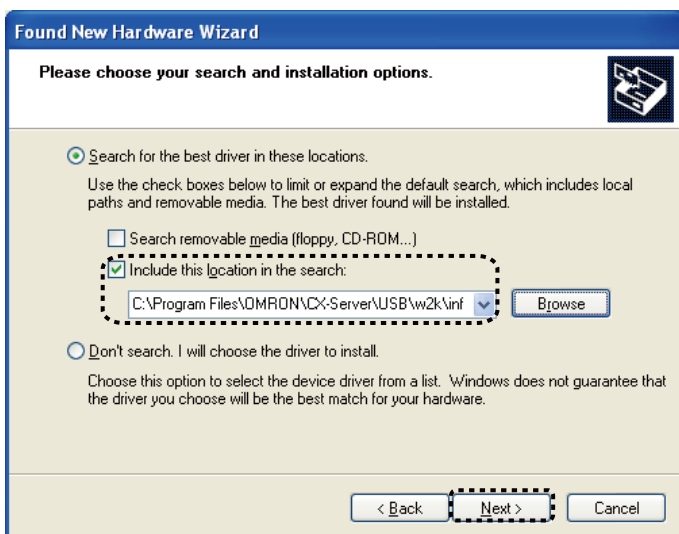 Found New Hardware Wizard
Please choose your search and installation options.
Search for the best driver in these locations.
Use the check boxes below to limit or expand the default search, which includes local
paths and removable media. The best driver found will be installed.
Search removable media (floppy, CD-ROM...)
Include this location in the search:
C:\Program Files\OMRON\CX-Server\USB\w2k\inf
Browse
Don't search. I will choose the driver to install.
Choose this option to select the device driver from a list.  Windows does not guarantee that
the driver you choose will be the best match for your hardware.
< Back
Next >
Cancel